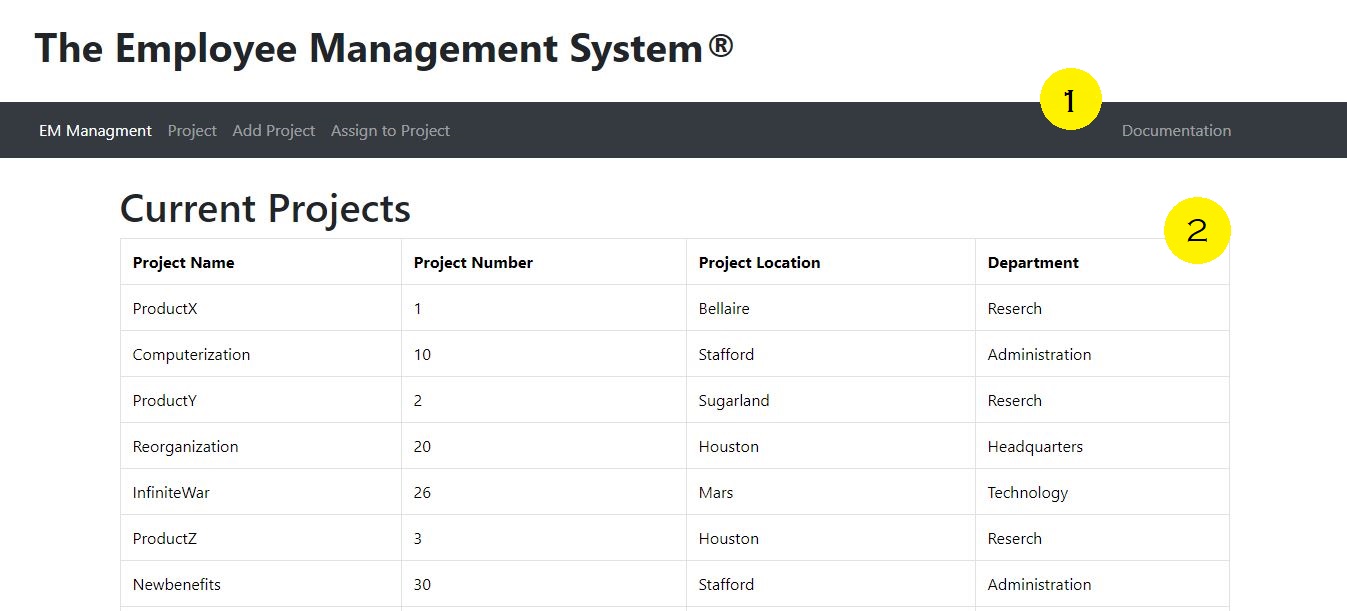 The Employee Management System®
1
EM Managment Project Add Project Assign to Project Documentation
Current Projects
2
Project Name Project Number Project Location Department
ProductX 1 Bellaire Reserch
Computerization 10 Stafford Administration
ProductY 2 Sugarland Reserch
Reorganization 20 Houston Headquarters
InfiniteWar 26 Mars Technology
ProductZ 3 Houston Reserch
Newbenefits 30 Stafford Administration